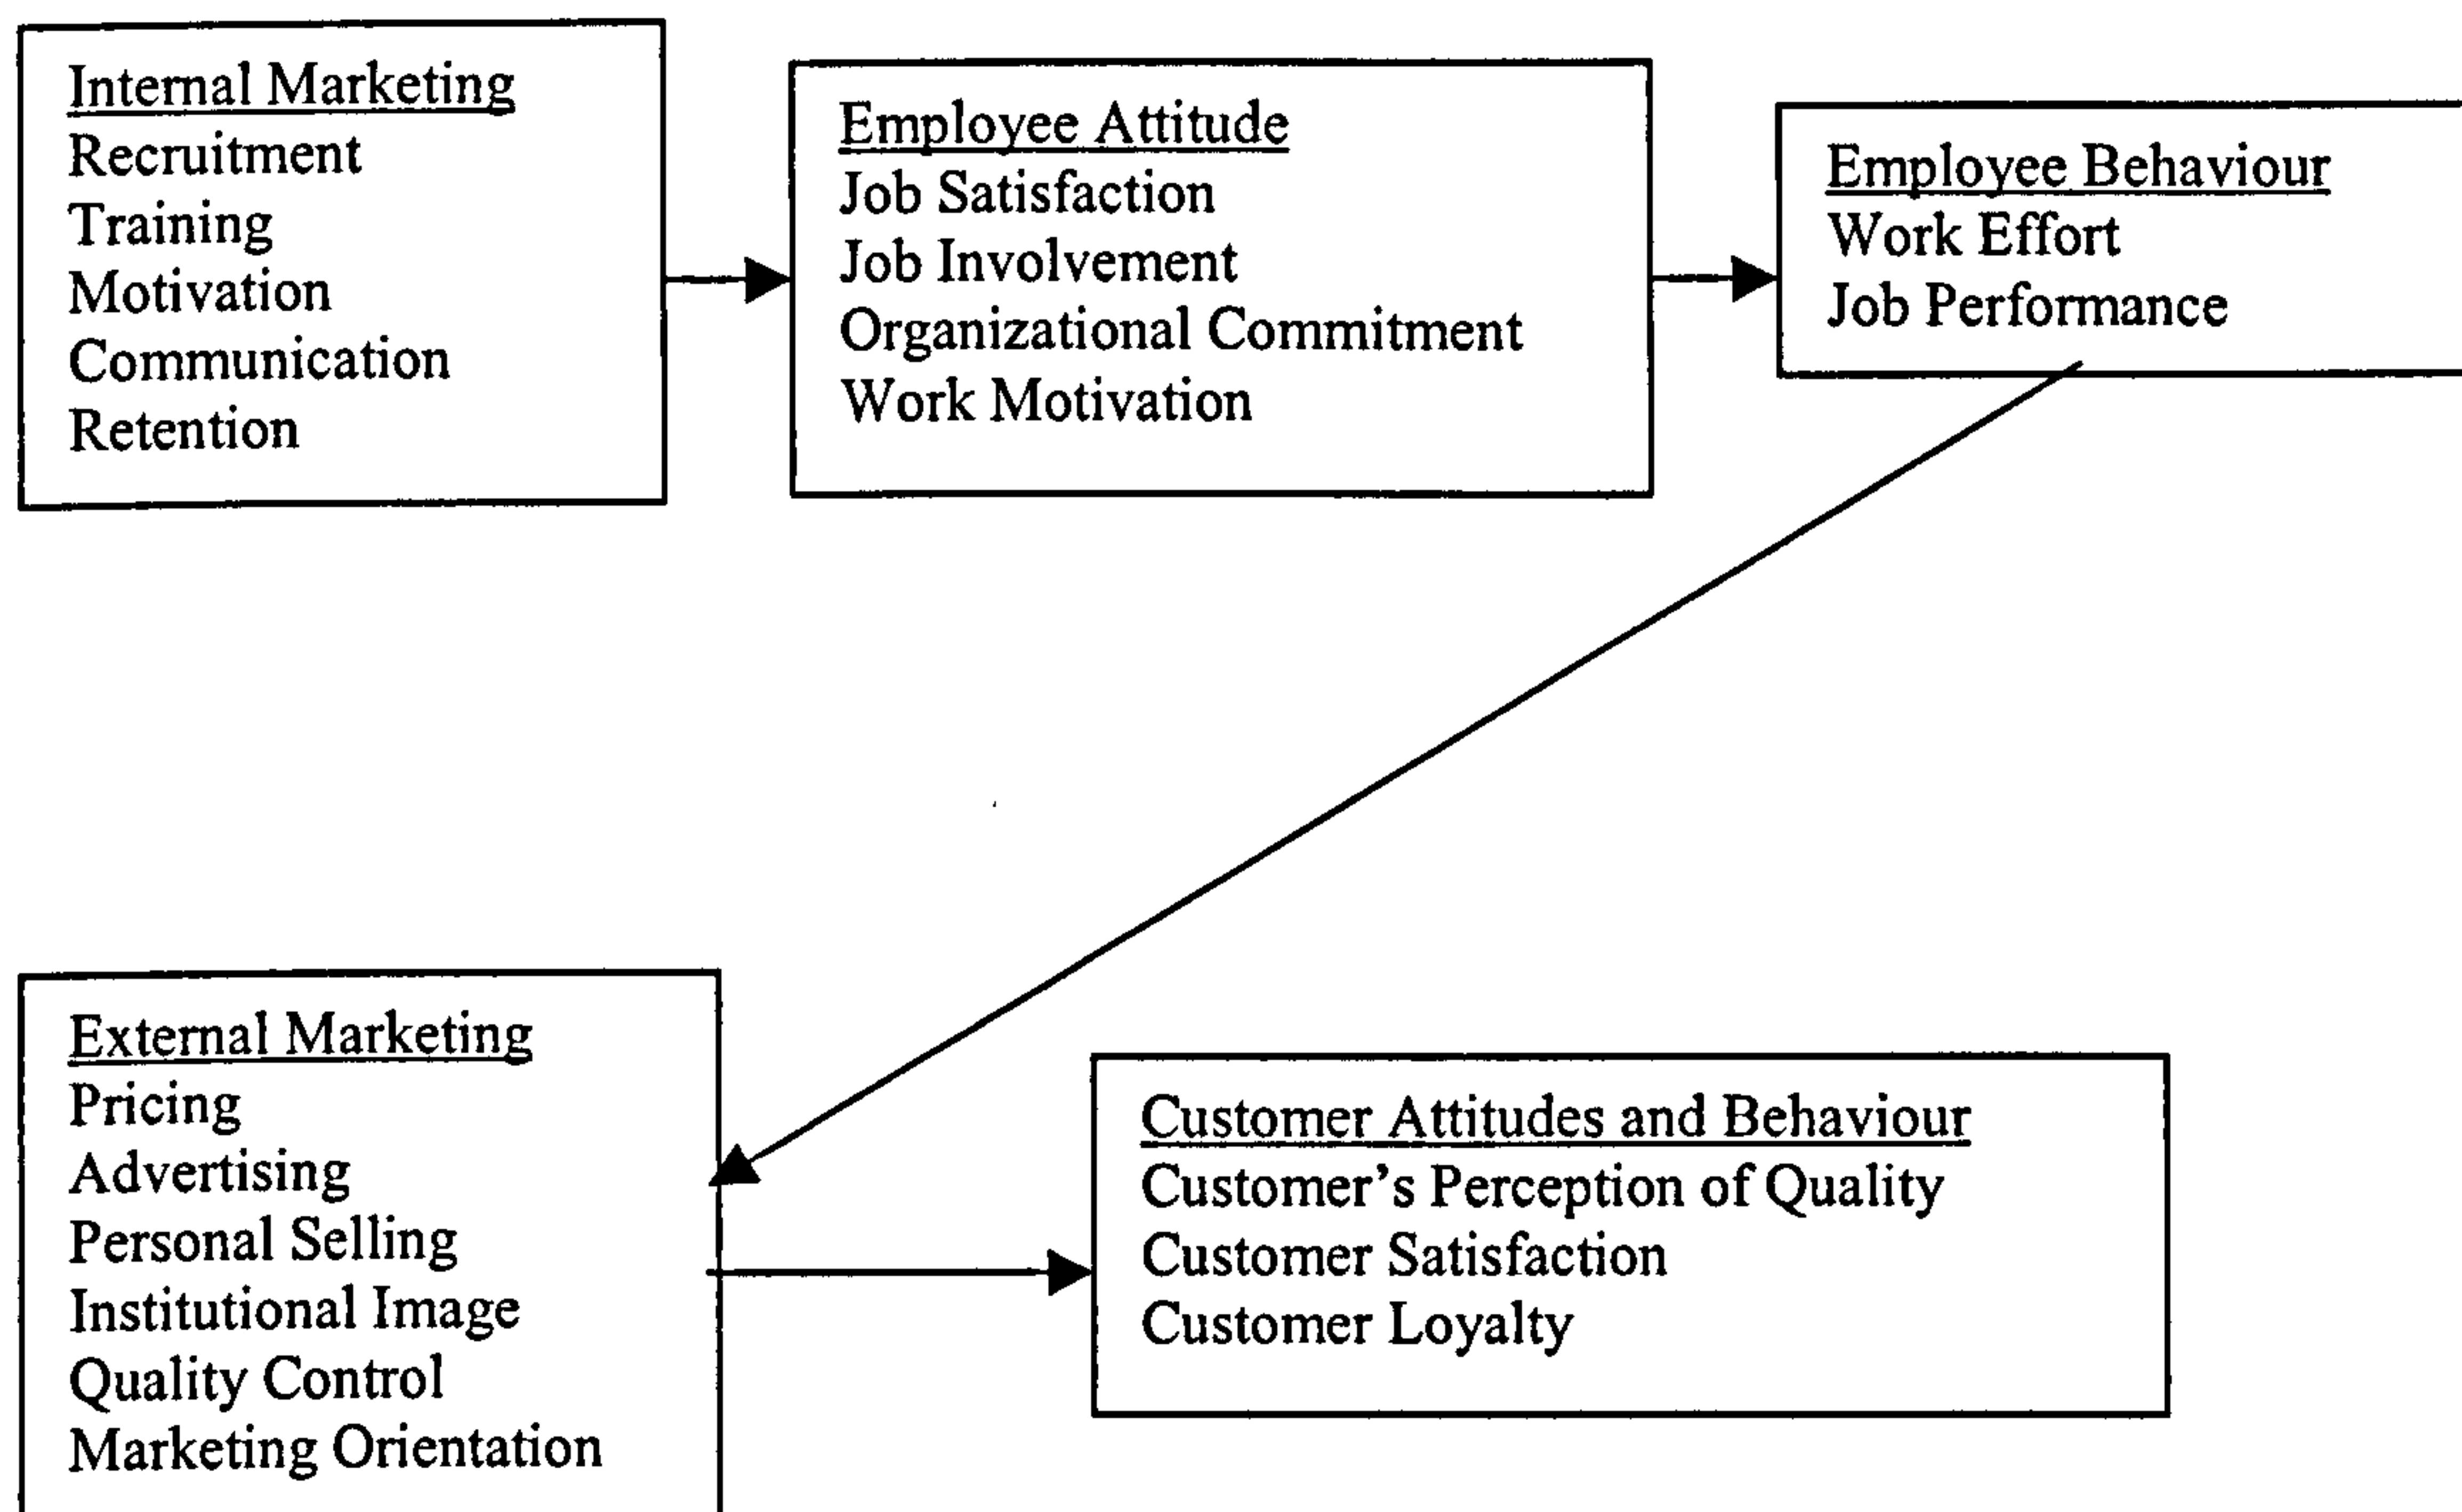 Internal Marketing
Recruitment
Training
Motivation
Communication
Retention
Employee Attitude
Job Satisfaction
Job Involvement
Organizational Commitment
Work Motivation
Employee Behaviour
Work Effort
Job Performance
External Marketing
Pricing
Advertising
Personal Selling
Institutional Image
Quality Control
Marketing Orientation
Customer Attitudes and Behaviour
Customer’s Perception of Quality
Customer Satisfaction
Customer Loyalty